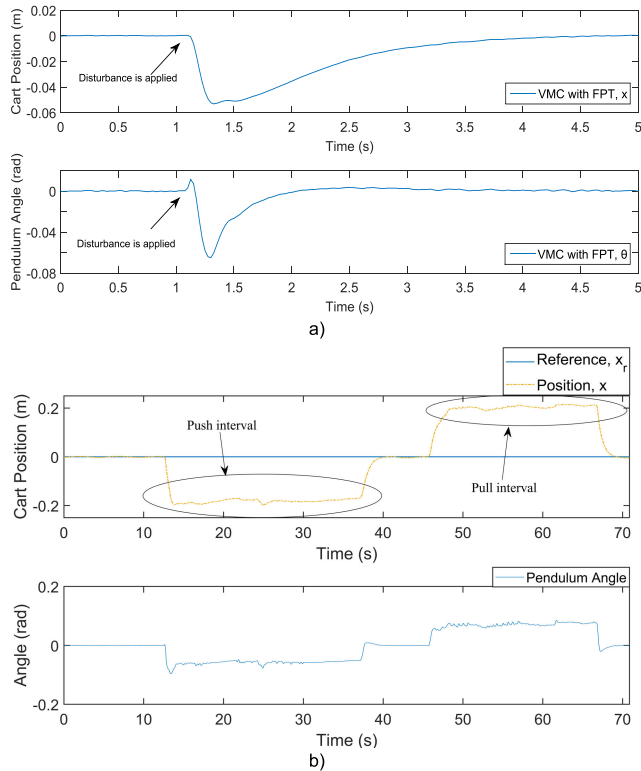 0.02
0
-0.02
-0.04
-0.06
Cart Position (m)
Disturbance is applied
VMC with FPT, x
0 0.5 1 1.5 2 2.5 3 3.5 4 4.5 5
Time (s)
0
-0.04
-0.08
Pendulum Angle (rad)
Disturbance is applied
VMC with FPT, θ
0 0.5 1 1.5 2 2.5 3 3.5 4 4.5 5
Time (s)
a)
Reference, x_r
Position, x
0.2
0
-0.2
Cart Position (m)
Push interval
Pull interval
0 10 20 30 40 50 60 70
Time (s)
Pendulum Angle
0.2
0
-0.2
Angle (rad)
0 10 20 30 40 50 60 70
Time (s)
b)